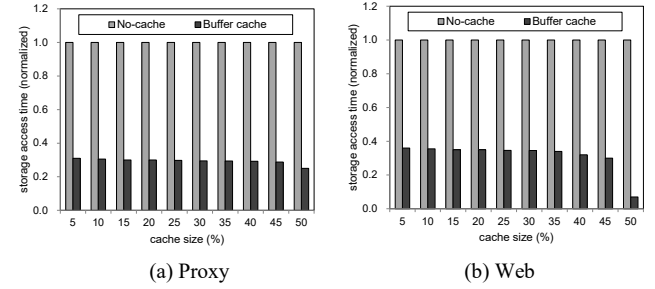 No-cache Buffer cache
storage access time (normalized)
1.2
1.0
0.8
0.6
0.4
0.2
0.0
5 10 15 20 25 30 35 40 45 50
cache size (%)
(a) Proxy
No-cache Buffer cache
storage access time (normalized)
1.2
1.0
0.8
0.6
0.4
0.2
0.0
5 10 15 20 25 30 35 40 45 50
cache size (%)
(b) Web